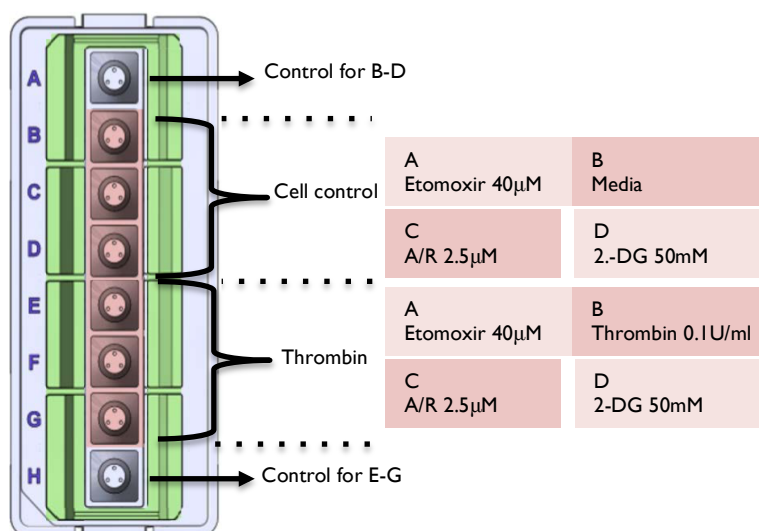 A
Control for B-D
B
C
Cell control
D
E
F
Thrombin
G
H
Control for E-G
A
Etomoxir 40μM
B
Media
C
A/R 2.5μM
D
2.-DG 50mM
A
Etomoxir 40μM
B
Thrombin 0.1U/ml
C
A/R 2.5μM
D
2-DG 50mM